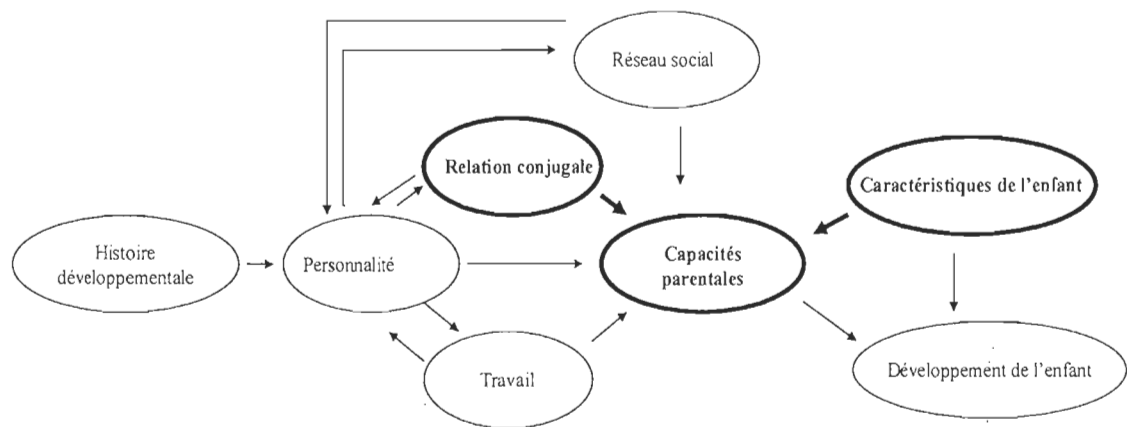 Réseau social
Relation conjugale
Caractéristiques de l'enfant
Histoire
développementale
Personnalité
Capacités
parentales
Travail
Développement de l'enfant